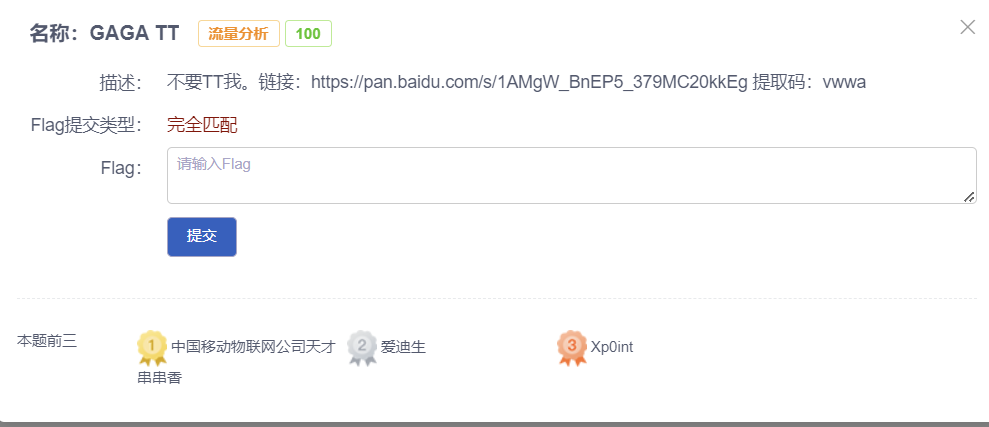 名称：GAGA TT 流量分析 100
描述： 不要TT我。链接：https://pan.baidu.com/s/1AMgW_BnEP5_379MC20kkEg 提取码：vwwa
Flag提交类型： 完全匹配
Flag： 请输入Flag
提交
本题前三 1 中国移动物联网公司天才 2 爱迪生 3 Xp0int
串串香